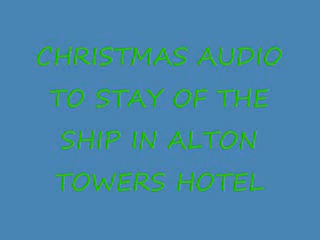 CHRISTMAS AUDIO
TO STAY OF THE
SHIP IN ALTON
TOWERS HOTEL